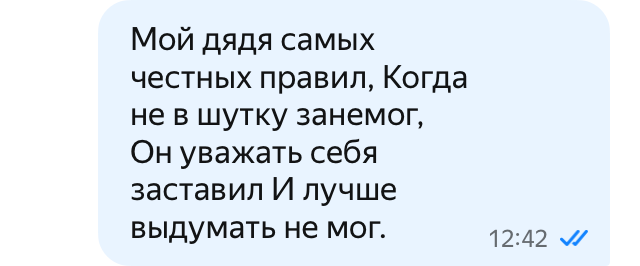 Мой дядя самых
честных правил, Когда
не в шутку занемог,
Он уважать себя
заставил И лучше
выдумать не мог.
12:42